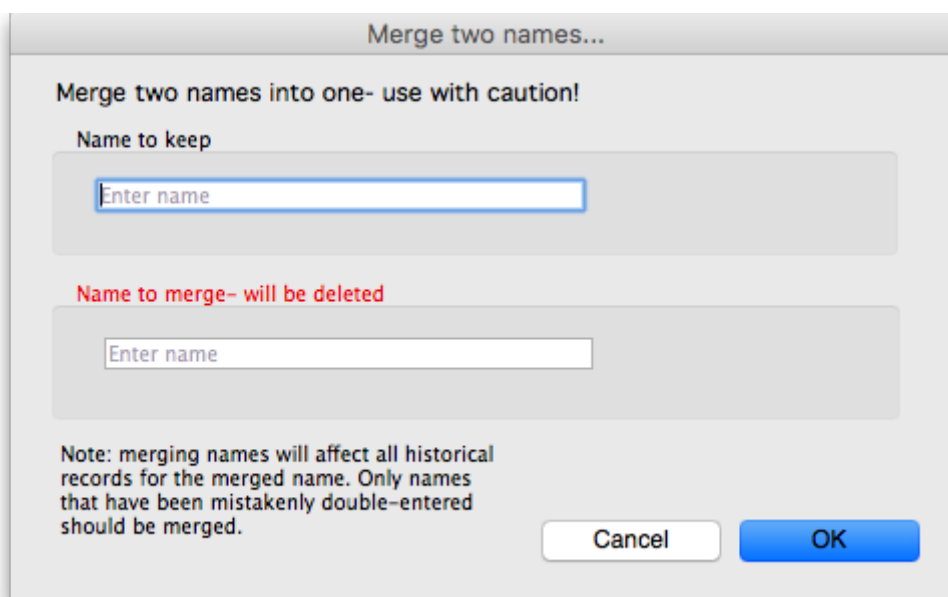 Merge two names...
Merge two names into one- use with caution!
Name to keep
Enter name
Name to merge– will be deleted
Enter name
Note: merging names will affect all historical
records for the merged name. Only names
that have been mistakenly double–entered
should be merged.
Cancel
OK